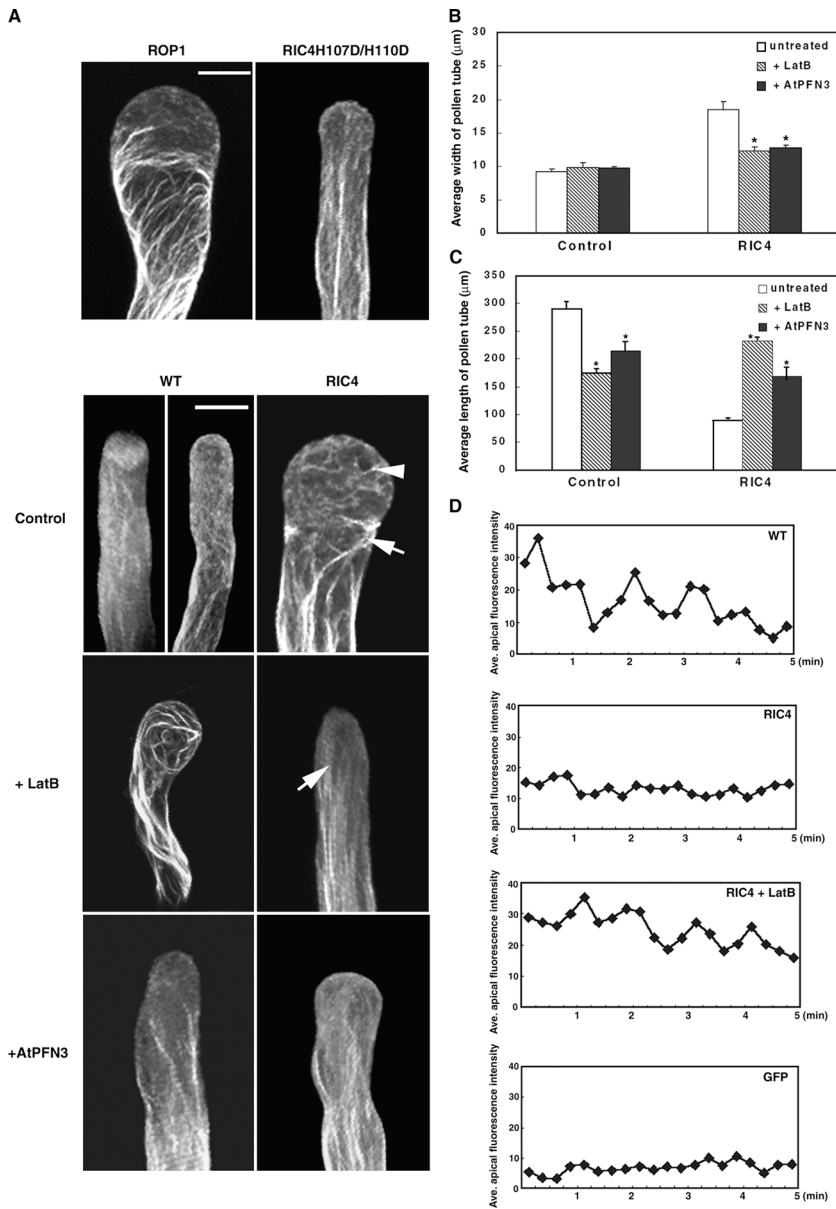 A
ROP1
RIC4H107D/H110D
WT
RIC4
Control
+ LatB
+AtPFN3
B
Average width of pollen tube (μm)
30
25
20
15
10
5
0
untreated
+ LatB
+ AtPFN3
*
*
Control
RIC4
C
Average length of pollen tube (μm)
350
300
250
200
150
100
50
0
untreated
+ LatB
+ AtPFN3
*
*
*
*
Control
RIC4
D
Ave. apical fluorescence intensity
40
30
20
10
0
WT
1 2 3 4 5 (min)
Ave. apical fluorescence intensity
40
30
20
10
0
RIC4
1 2 3 4 5 (min)
Ave. apical fluorescence intensity
40
30
20
10
0
RIC4 + LatB
1 2 3 4 5 (min)
Ave. apical fluorescence intensity
40
30
20
10
0
GFP
1 2 3 4 5 (min)